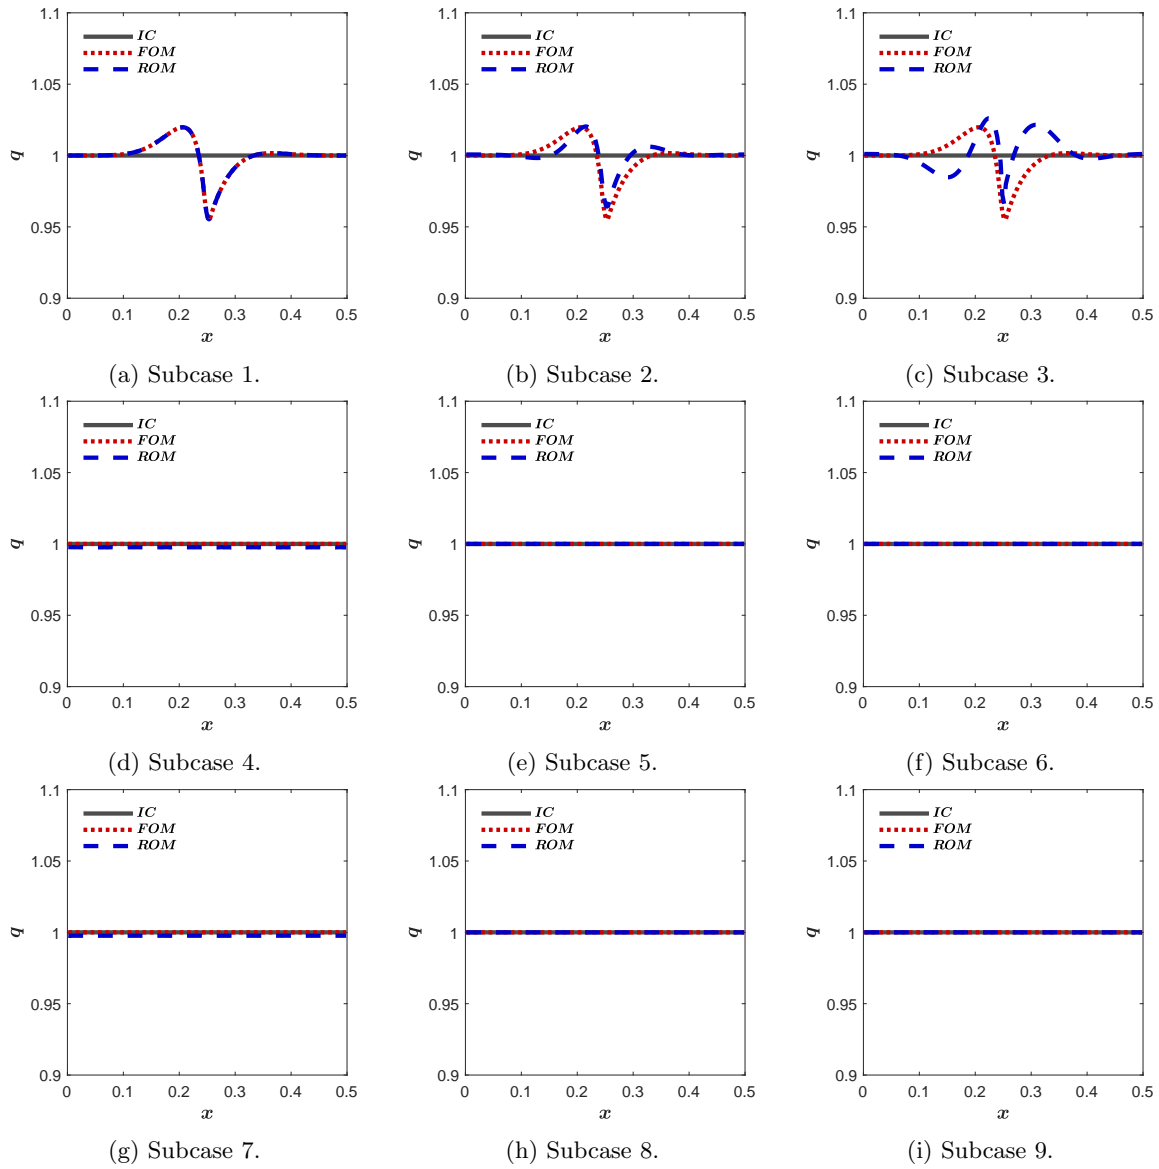 1.1
IC
FOM
ROM
1.05
1
0.95
0.9
q
0 0.1 0.2 0.3 0.4 0.5
x
(a) Subcase 1.
1.1
IC
FOM
ROM
1.05
1
0.95
0.9
q
0 0.1 0.2 0.3 0.4 0.5
x
(b) Subcase 2.
1.1
IC
FOM
ROM
1.05
1
0.95
0.9
q
0 0.1 0.2 0.3 0.4 0.5
x
(c) Subcase 3.
1.1
IC
FOM
ROM
1.05
1
0.95
0.9
q
0 0.1 0.2 0.3 0.4 0.5
x
(d) Subcase 4.
1.1
IC
FOM
ROM
1.05
1
0.95
0.9
q
0 0.1 0.2 0.3 0.4 0.5
x
(e) Subcase 5.
1.1
IC
FOM
ROM
1.05
1
0.95
0.9
q
0 0.1 0.2 0.3 0.4 0.5
x
(f) Subcase 6.
1.1
IC
FOM
ROM
1.05
1
0.95
0.9
q
0 0.1 0.2 0.3 0.4 0.5
x
(g) Subcase 7.
1.1
IC
FOM
ROM
1.05
1
0.95
0.9
q
0 0.1 0.2 0.3 0.4 0.5
x
(h) Subcase 8.
1.1
IC
FOM
ROM
1.05
1
0.95
0.9
q
0 0.1 0.2 0.3 0.4 0.5
x
(i) Subcase 9.